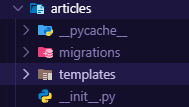 articles
__pycache__
migrations
templates
__init__.py